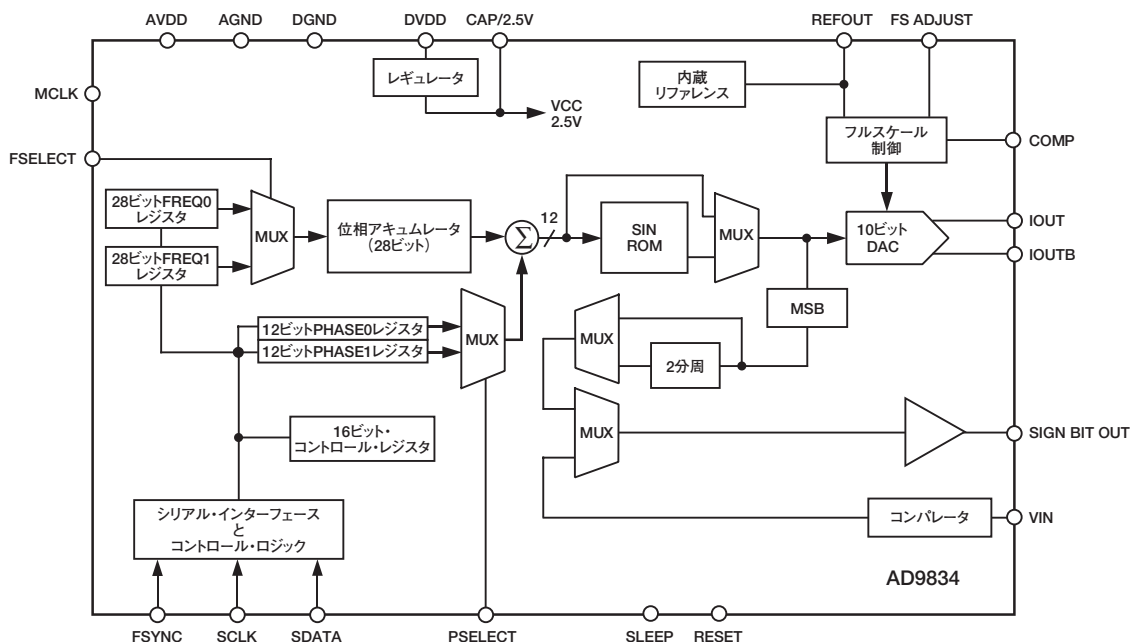 AVDD
AGND
DGND
DVDD
CAP/2.5V
REFOUT
FS ADJUST
MCLK
レギュレータ
VCC
2.5V
内蔵
リファレンス
フルスケール
制御
COMP
FSELECT
28ビットFREQ0
レジスタ
28ビットFREQ1
レジスタ
MUX
位相アキュムレータ
(28ビット)
Σ
12
SIN
ROM
MUX
10ビット
DAC
IOUT
IOUTB
12ビットPHASE0レジスタ
12ビットPHASE1レジスタ
MUX
MSB
MUX
2分周
16ビット・
コントロール・レジスタ
MUX
SIGN BIT OUT
シリアル・インターフェース
と
コントロール・ロジック
コンパレータ
VIN
AD9834
FSYNC
SCLK
SDATA
PSELECT
SLEEP
RESET